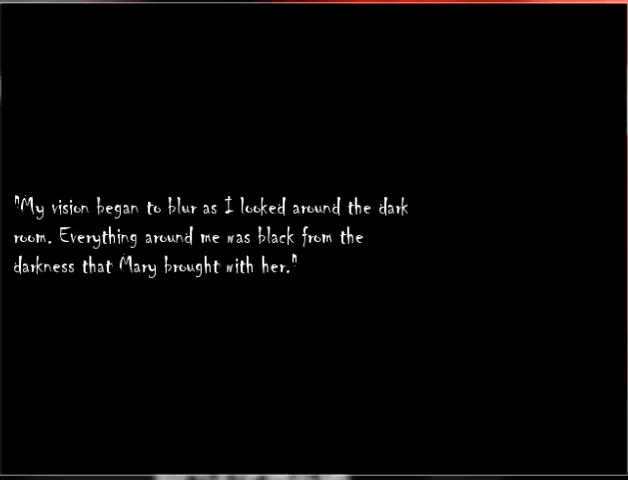 "My vision began to blur as I looked around the dark
room. Everything around me was black from the
darkness that Mary brought with her."